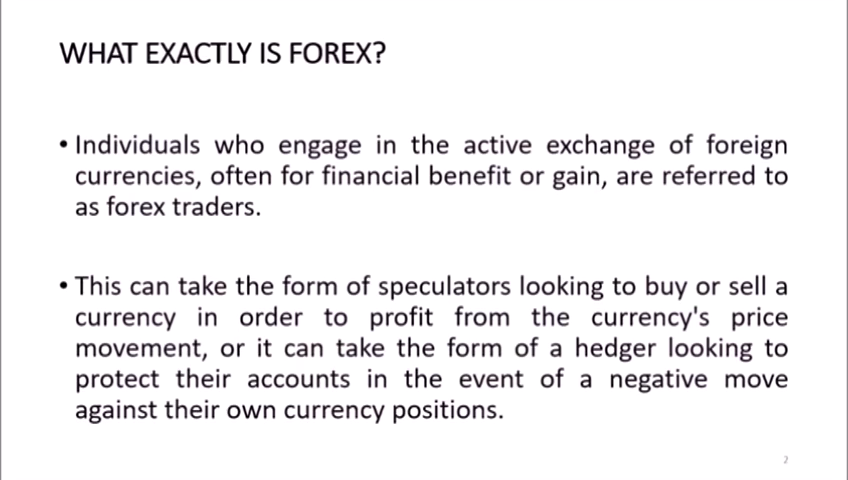 WHAT EXACTLY IS FOREX?
• Individuals who engage in the active exchange of foreign
currencies, often for financial benefit or gain, are referred to
as forex traders.
• This can take the form of speculators looking to buy or sell a
currency in order to profit from the currency's price
movement, or it can take the form of a hedger looking to
protect their accounts in the event of a negative move
against their own currency positions.
2